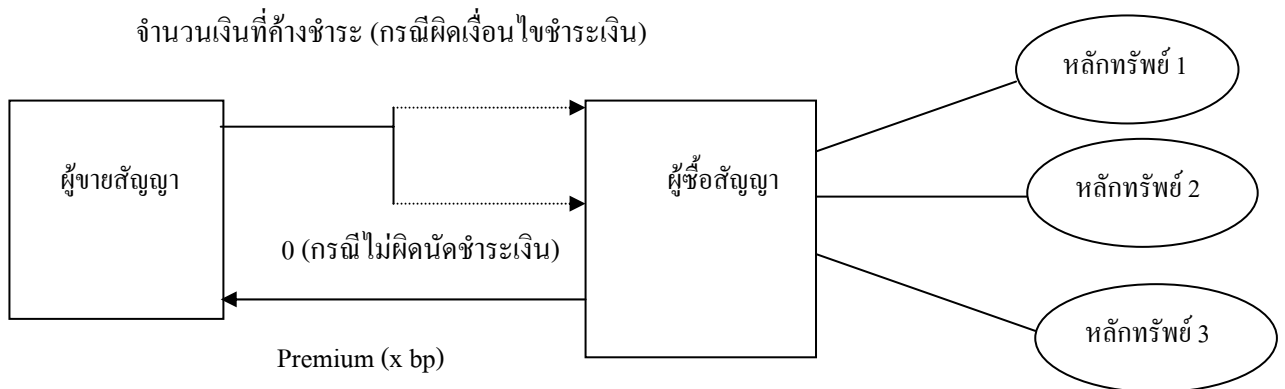 จำนวนเงินที่ค้างชำระ (กรณีผิดเงื่อนไขชำระเงิน)
หลักทรัพย์ 1
ผู้ขายสัญญา
ผู้ซื้อสัญญา
หลักทรัพย์ 2
0 (กรณีไม่ผิดนัดชำระเงิน)
หลักทรัพย์ 3
Premium (x bp)